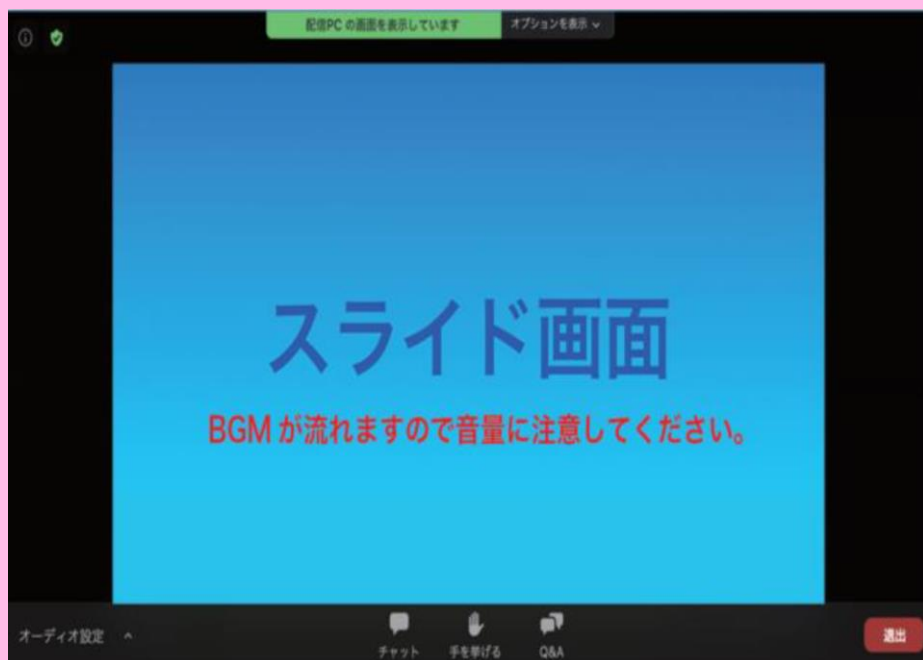 配信PC の画面を表示しています
オプションを表示
スライド画面
BGM が流れますので音量に注意してください。
オーディオ設定
チャット
手を挙げる
Q&A
退出